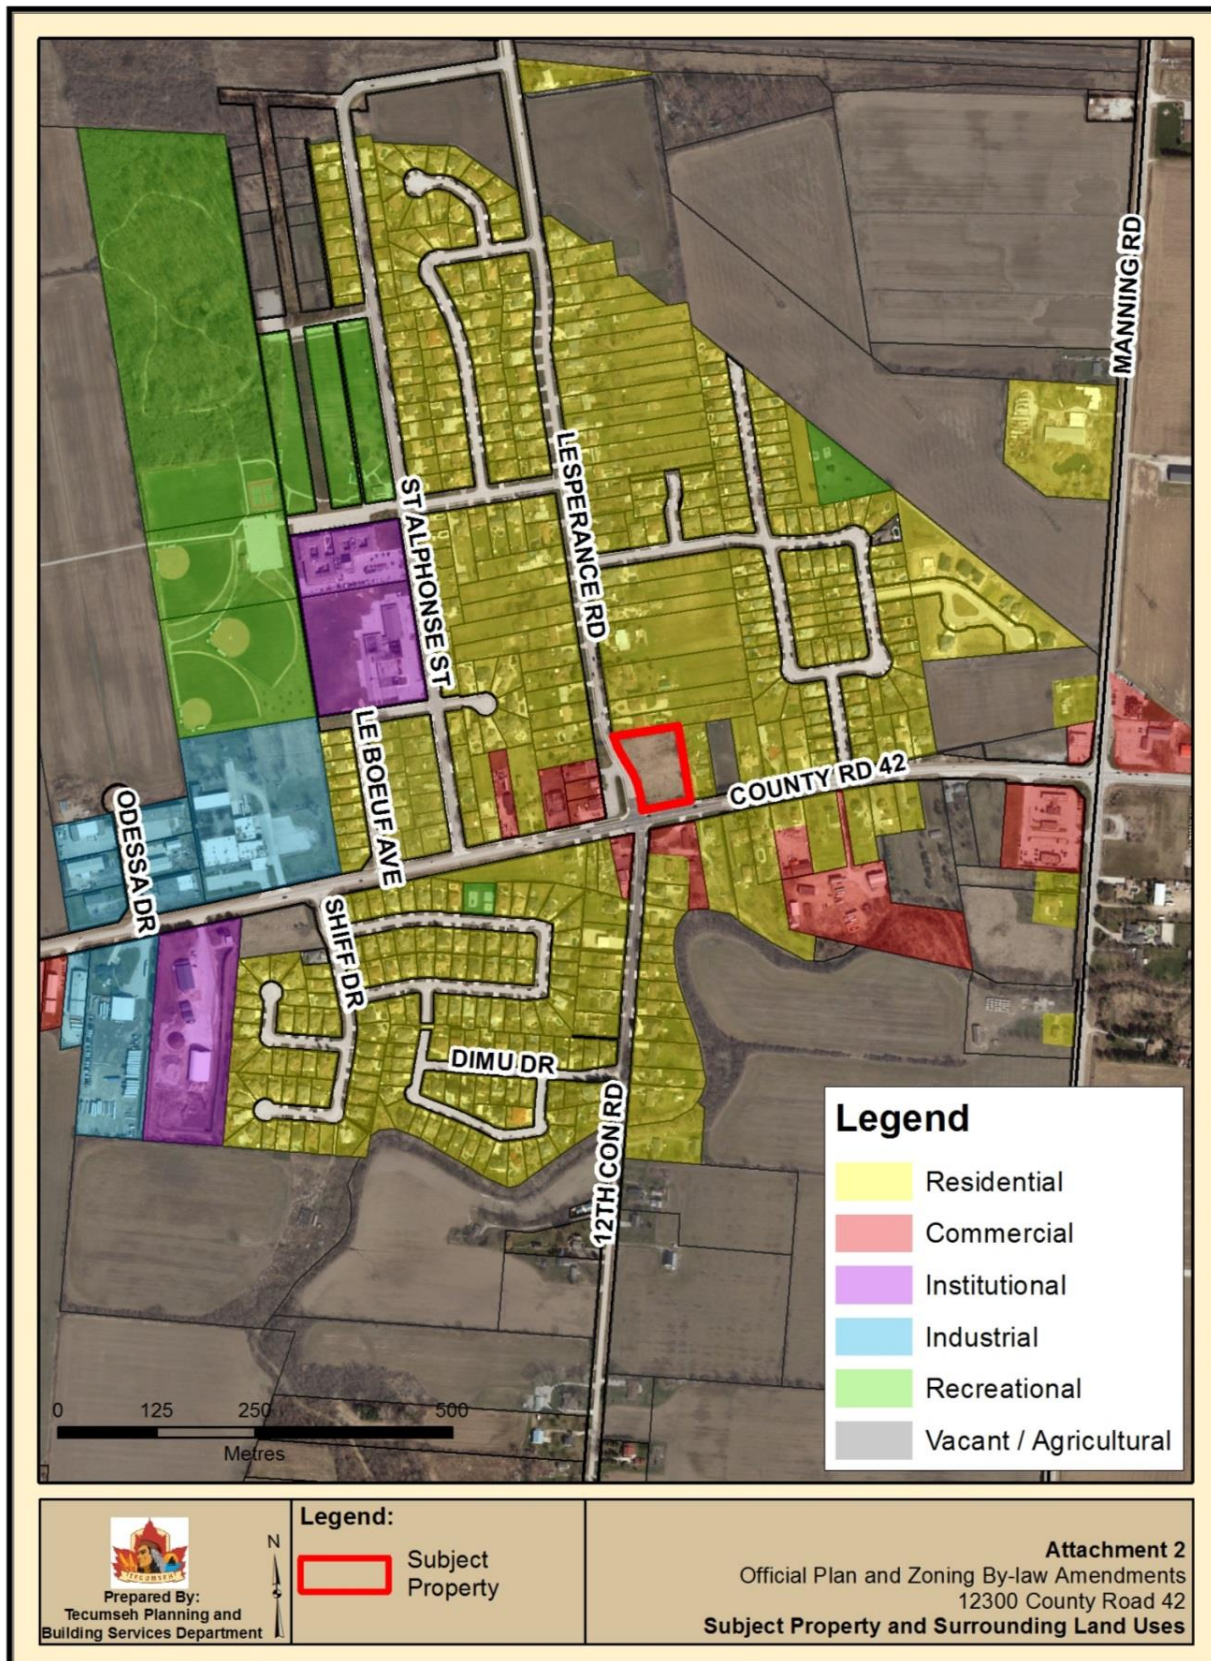 MANNING RD
LESPERANCE RD
ST ALPHONSE ST
LE BOEUF AVE
COUNTY RD 42
ODESSA DR
SHIFF DR
DIMU DR
12TH CON RD
Legend
Residential
Commercial
Institutional
Industrial
Recreational
Vacant / Agricultural
0 125 250 500
Metres
TECUMSEH
Prepared By:
Tecumseh Planning and
Building Services Department
N
Legend:
Subject
Property
Attachment 2
Official Plan and Zoning By-law Amendments
12300 County Road 42
Subject Property and Surrounding Land Uses